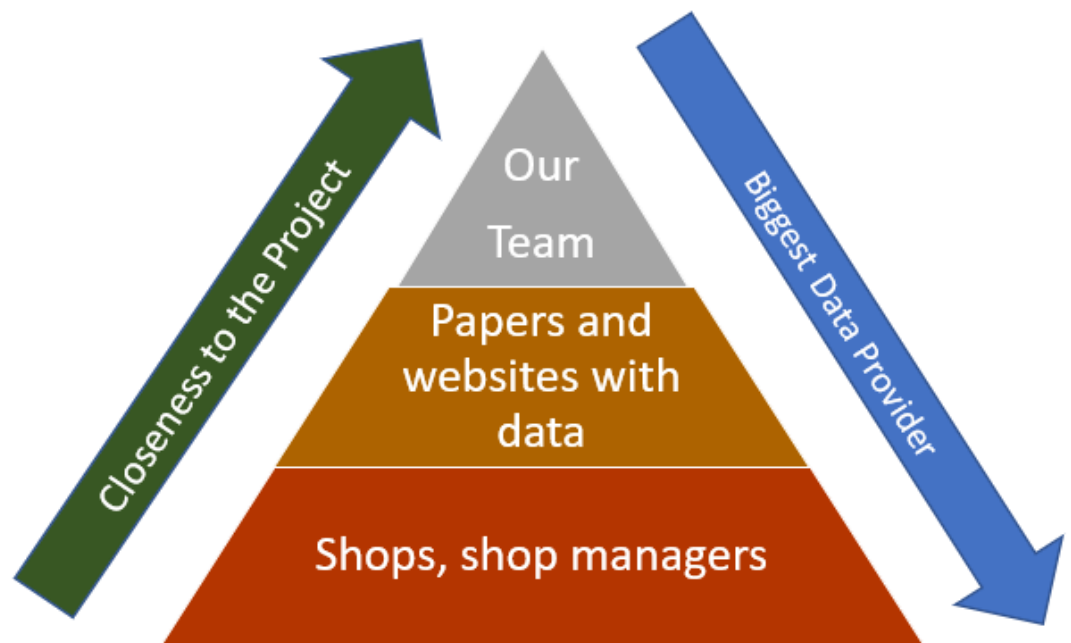 Closeness to the Project
Our
Team
Papers and
websites with
data
Shops, shop managers
Biggest Data Provider